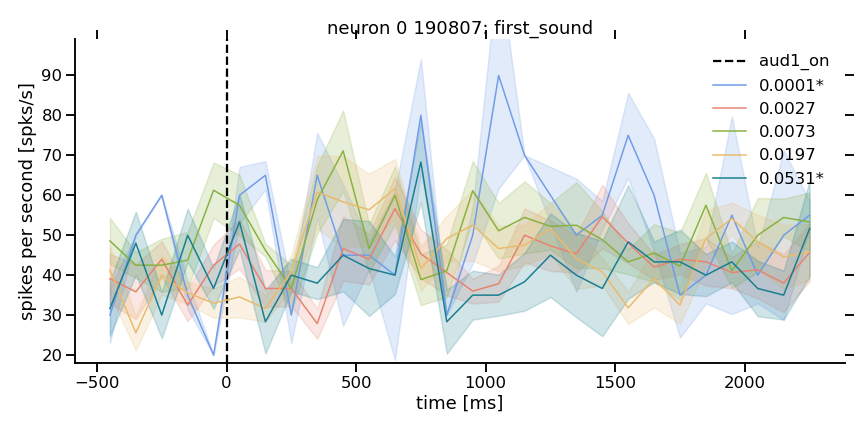 neuron 0 190807: first_sound
spikes per second [spks/s]
90
80
70
60
50
40
30
20
aud1_on
0.0001*
0.0027
0.0073
0.0197
0.0531*
−500 0 500 1000 1500 2000
time [ms]